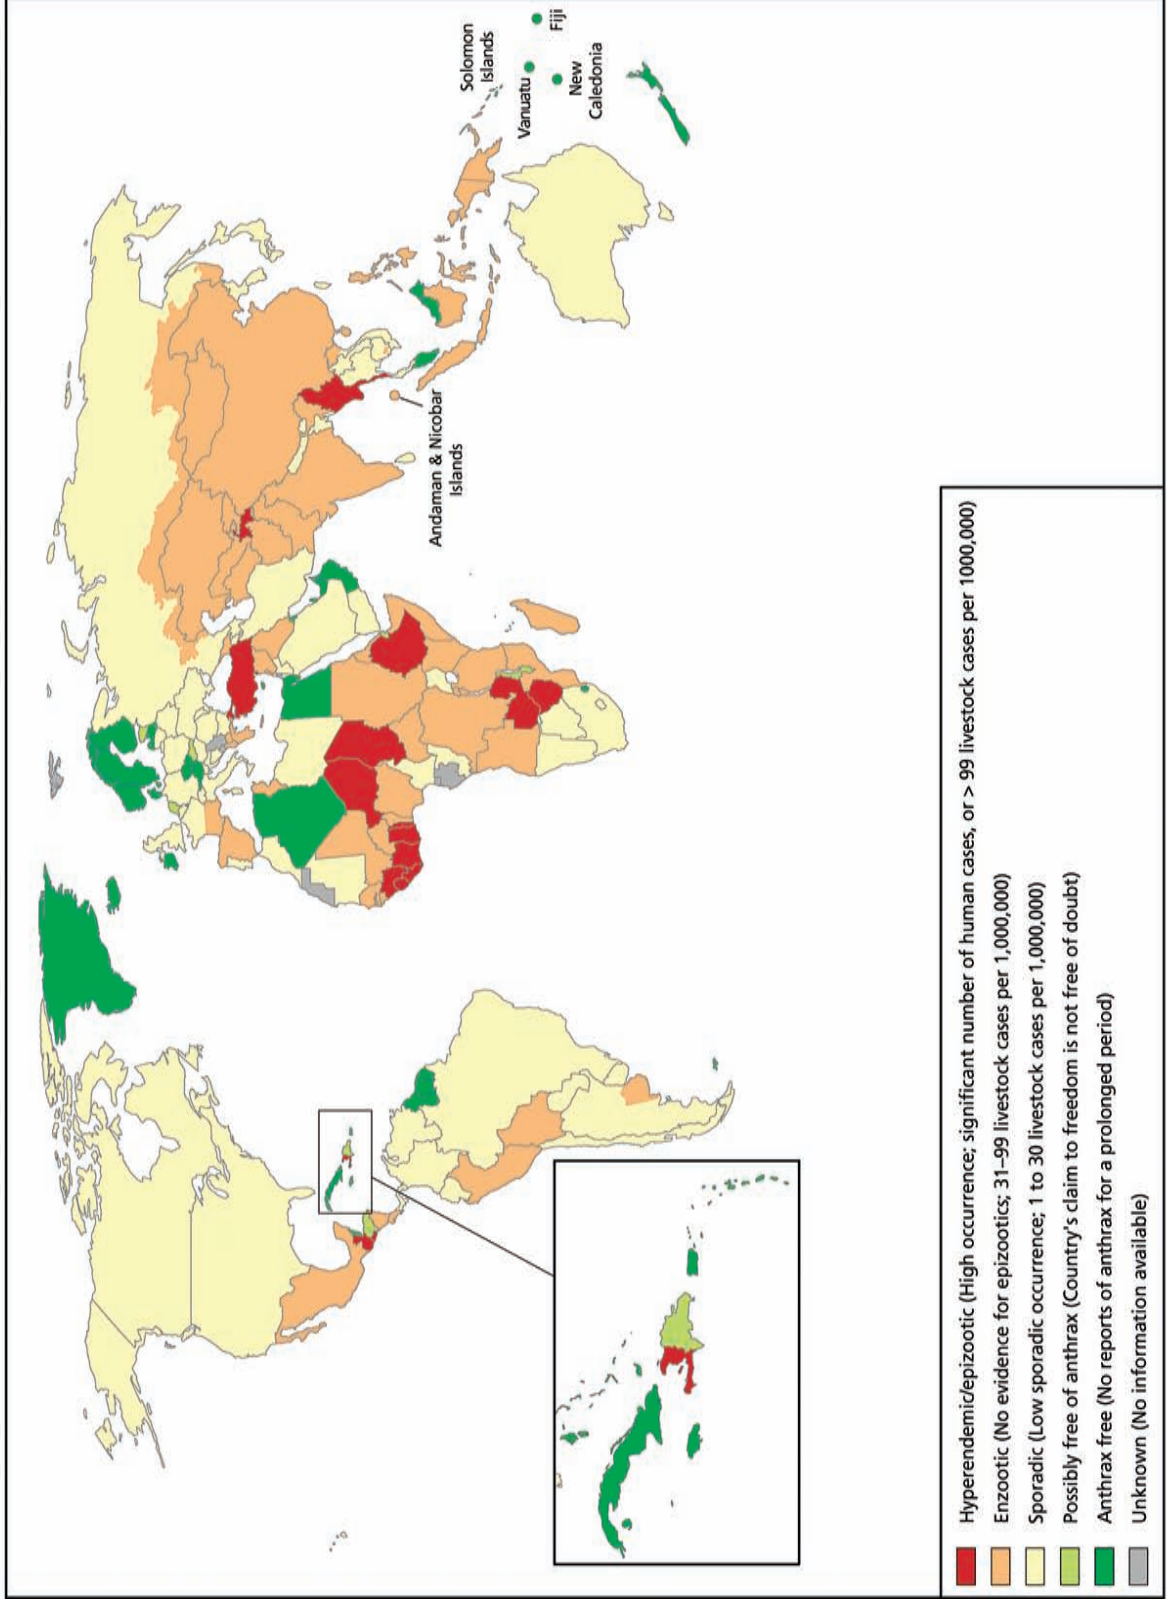 Solomon
Islands
Vanuatu
Fiji
New
Caledonia
Andaman & Nicobar
Islands
Hyperendemic/epizootic (High occurrence; significant number of human cases, or > 99 livestock cases per 1000,000)
Enzootic (No evidence for epizootics; 31–99 livestock cases per 1,000,000)
Sporadic (Low sporadic occurrence; 1 to 30 livestock cases per 1,000,000)
Possibly free of anthrax (Country's claim to freedom is not free of doubt)
Anthrax free (No reports of anthrax for a prolonged period)
Unknown (No information available)